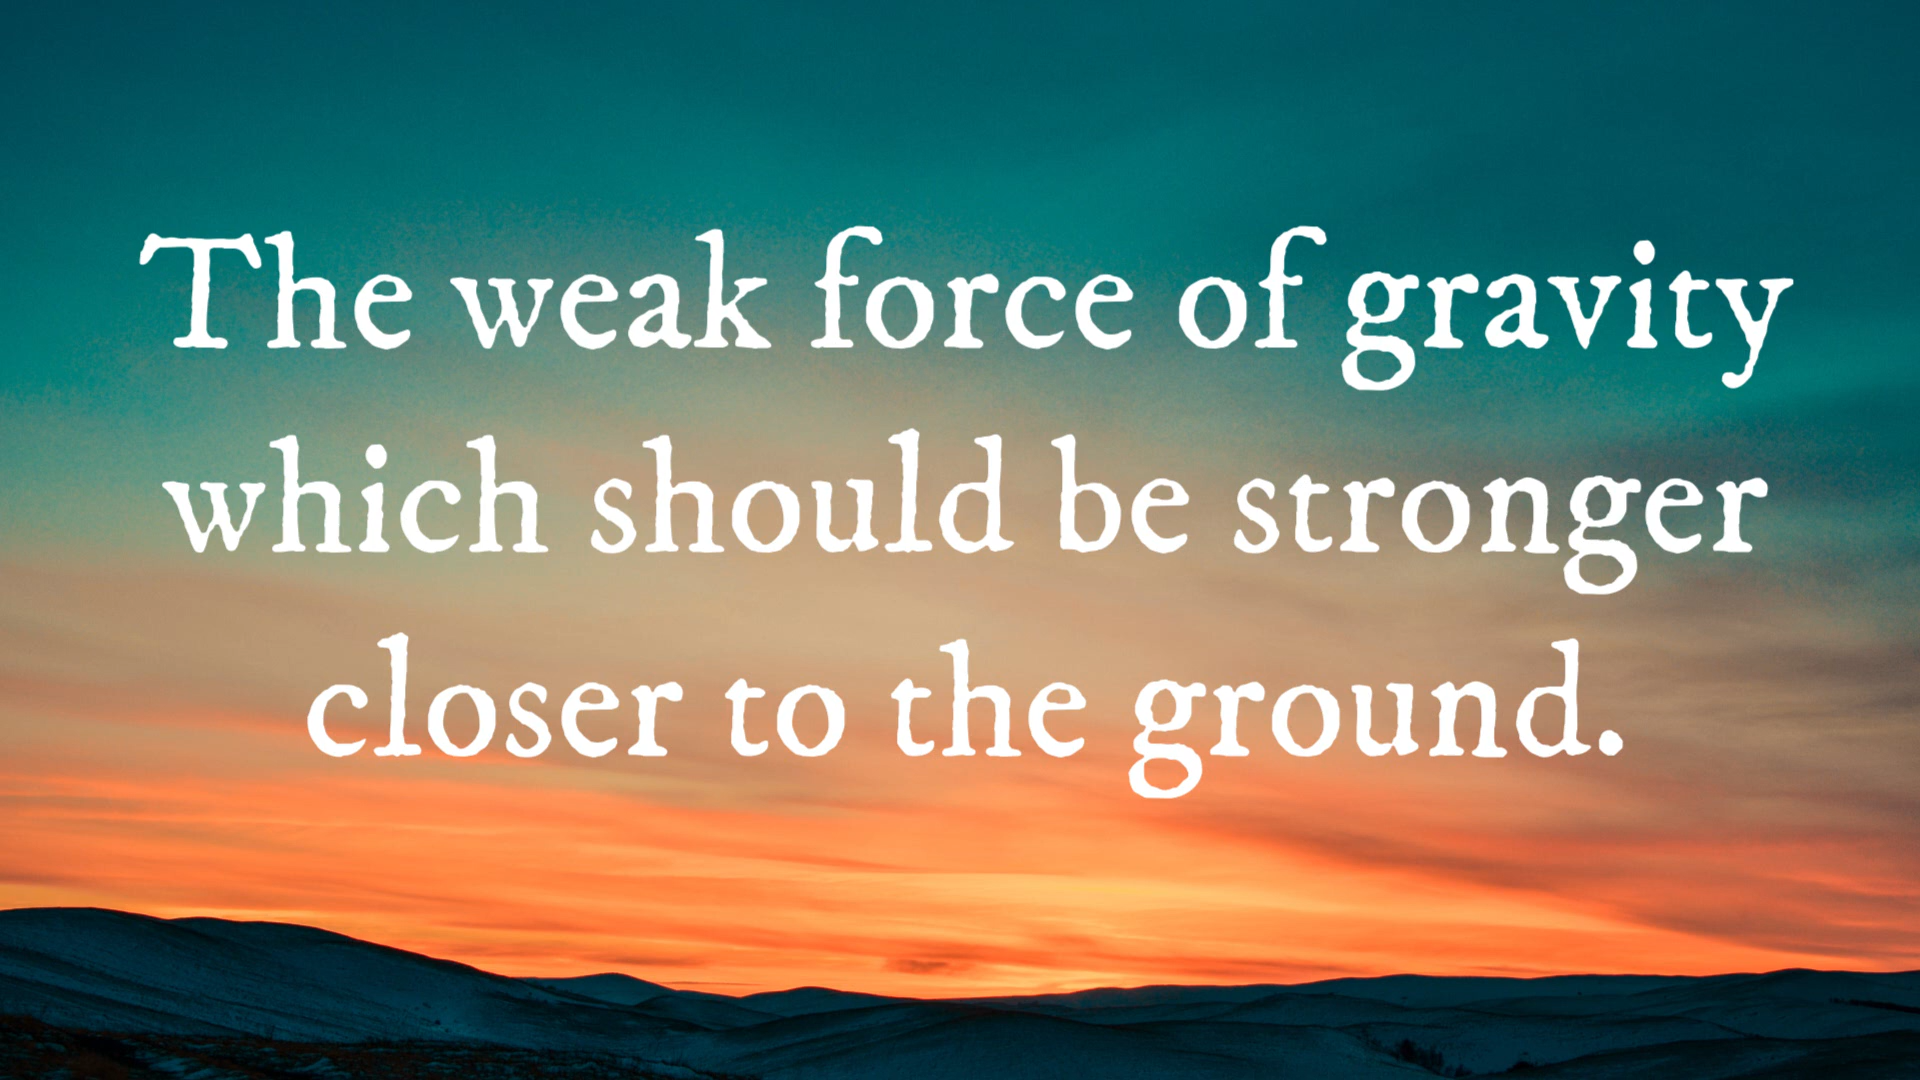 The weak force of gravity
which should be stronger
closer to the ground.